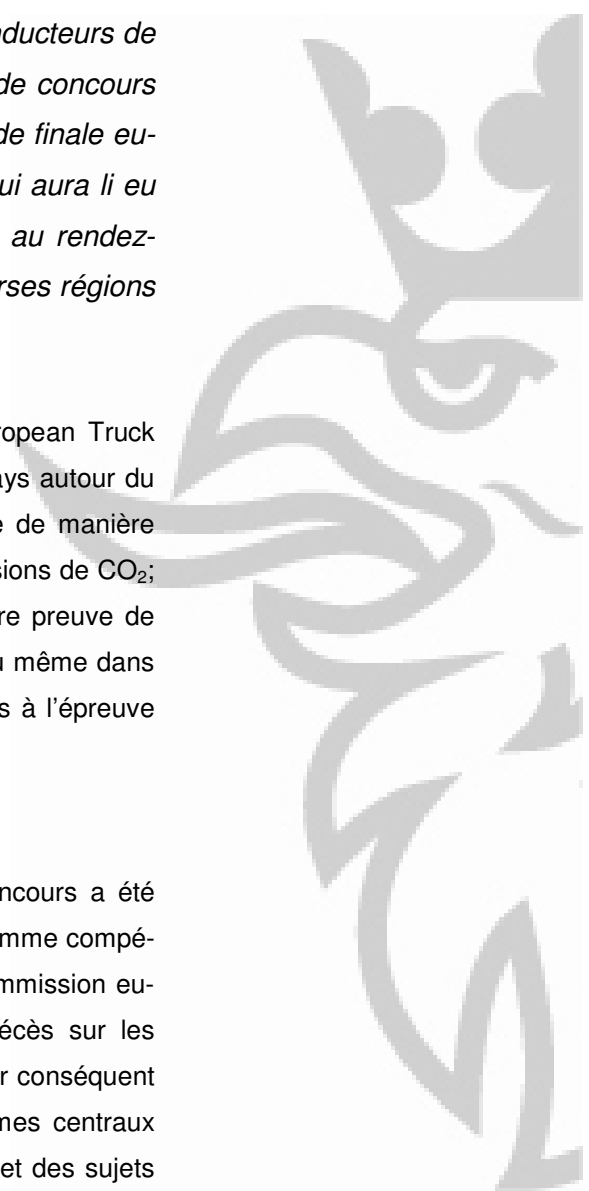 nducteurs de
de concours
de finale eu-
ui aura li eu
au rendez-
rses régions
ropean Truck
ays autour du
e de manière
sions de CO₂;
re preuve de
u même dans
s à l'épreuve
ncours a été
mme compé-
mmission eu-
écès sur les
r conséquent
mes centraux
et des sujets